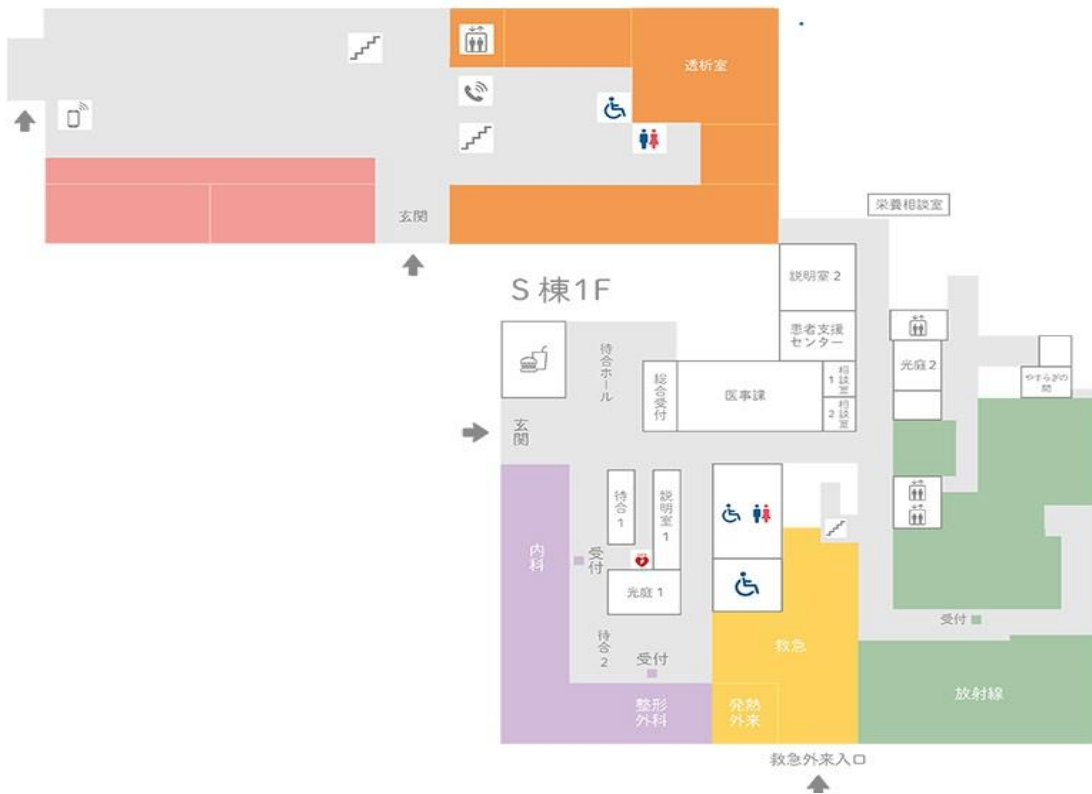 透析室
玄関
栄養相談室
S 棟1F
説明室 2
患者支援
センター
待合ホール
総合受付
医事課
相談室
1
相談室
2
光庭 2
やすらぎの
間
玄関
待合
1
説明室
1
内科
受付
光庭 1
待合
2
受付
救急
受付
整形
外科
発熱
外来
放射線
救急外来入口